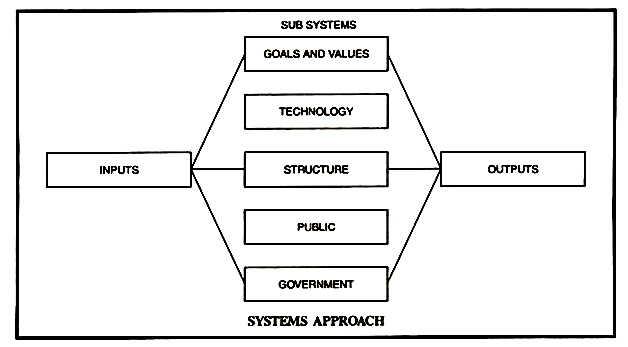 SUB SYSTEMS
GOALS AND VALUES
TECHNOLOGY
INPUTS
STRUCTURE
OUTPUTS
PUBLIC
GOVERNMENT
SYSTEMS APPROACH